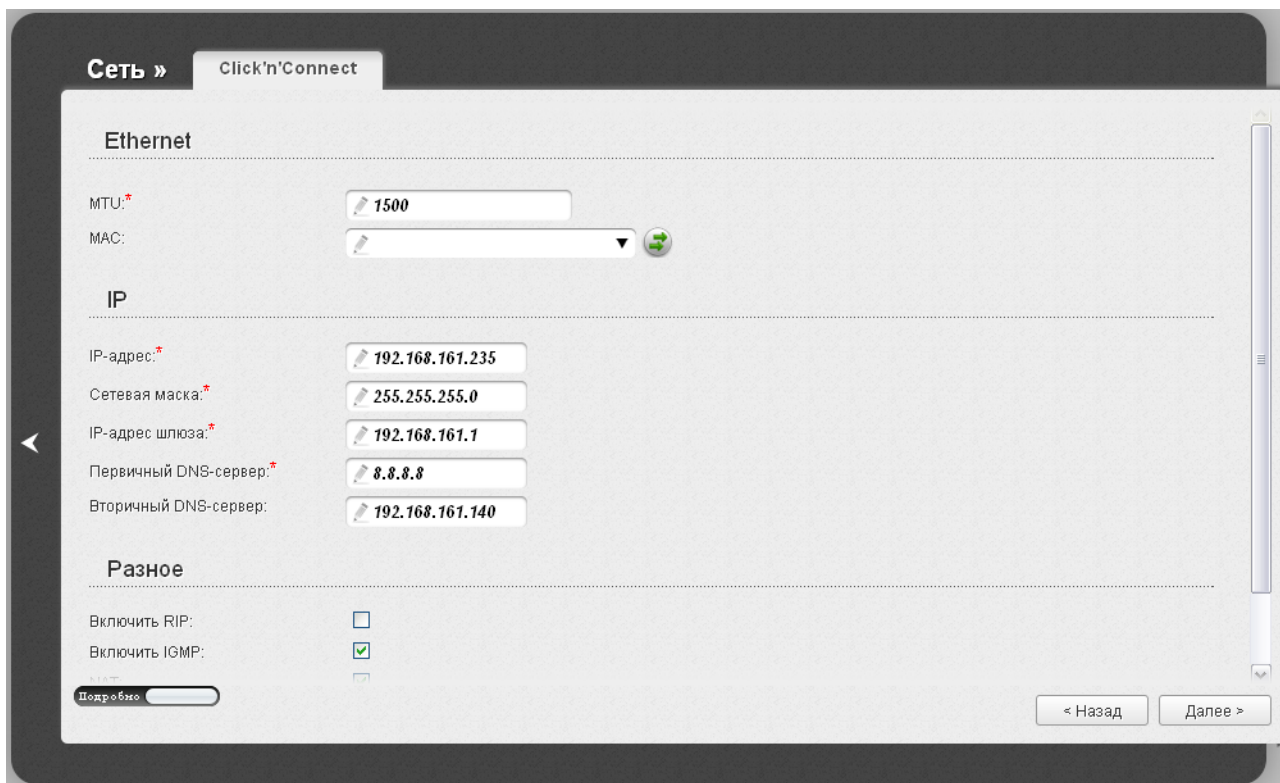 Сеть » Click'n'Connect
Ethernet
MTU:* 1500
MAC:
IP
IP-адрес:* 192.168.161.235
Сетевая маска:* 255.255.255.0
IP-адрес шлюза:* 192.168.161.1
Первичный DNS-сервер:* 8.8.8.8
Вторичный DNS-сервер: 192.168.161.140
Разное
Включить RIP:
Включить IGMP:
NAT:
Подробно
< Назад Далее >